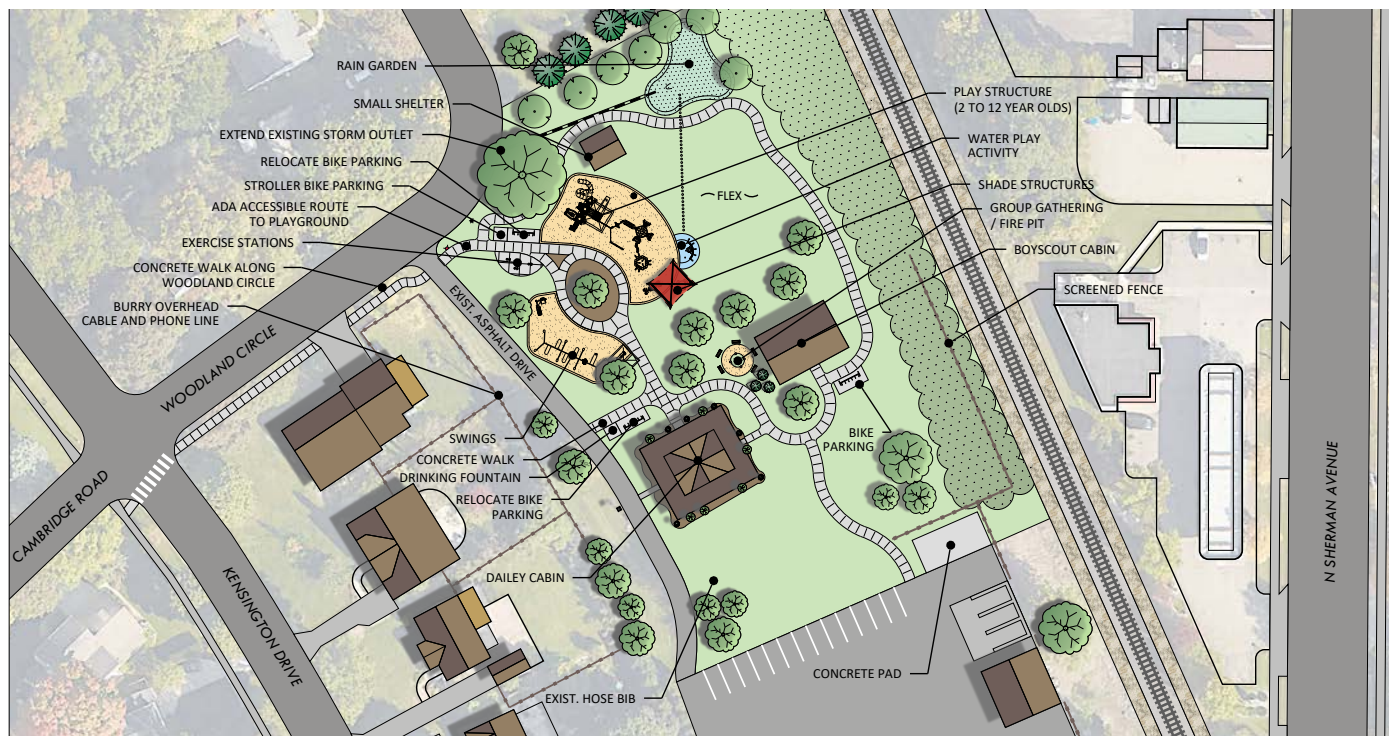 RAIN GARDEN
SMALL SHELTER
EXTEND EXISTING STORM OUTLET
RELOCATE BIKE PARKING
STROLLER BIKE PARKING
ADA ACCESSIBLE ROUTE
TO PLAYGROUND
EXERCISE STATIONS
CONCRETE WALK ALONG
WOODLAND CIRCLE
BURRY OVERHEAD
CABLE AND PHONE LINE
PLAY STRUCTURE
(2 TO 12 YEAR OLDS)
WATER PLAY
ACTIVITY
SHADE STRUCTURES
GROUP GATHERING
/ FIRE PIT
BOYSCOUT CABIN
SCREENED FENCE
FLEX
EXIST. ASPHALT DRIVE
WOODLAND CIRCLE
CAMBRIDGE ROAD
KENSINGTON DRIVE
N SHERMAN AVENUE
SWINGS
CONCRETE WALK
DRINKING FOUNTAIN
RELOCATE BIKE
PARKING
DAILEY CABIN
EXIST. HOSE BIB
BIKE
PARKING
CONCRETE PAD